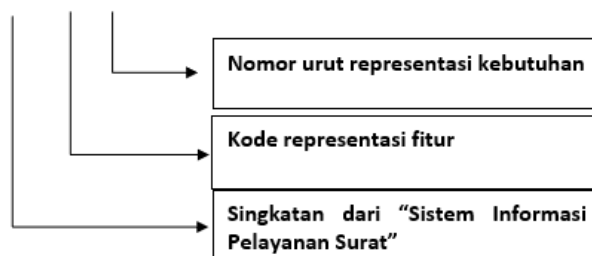 Nomor urut representasi kebutuhan
Kode representasi fitur
Singkatan dari “Sistem Informasi
Pelayanan Surat”